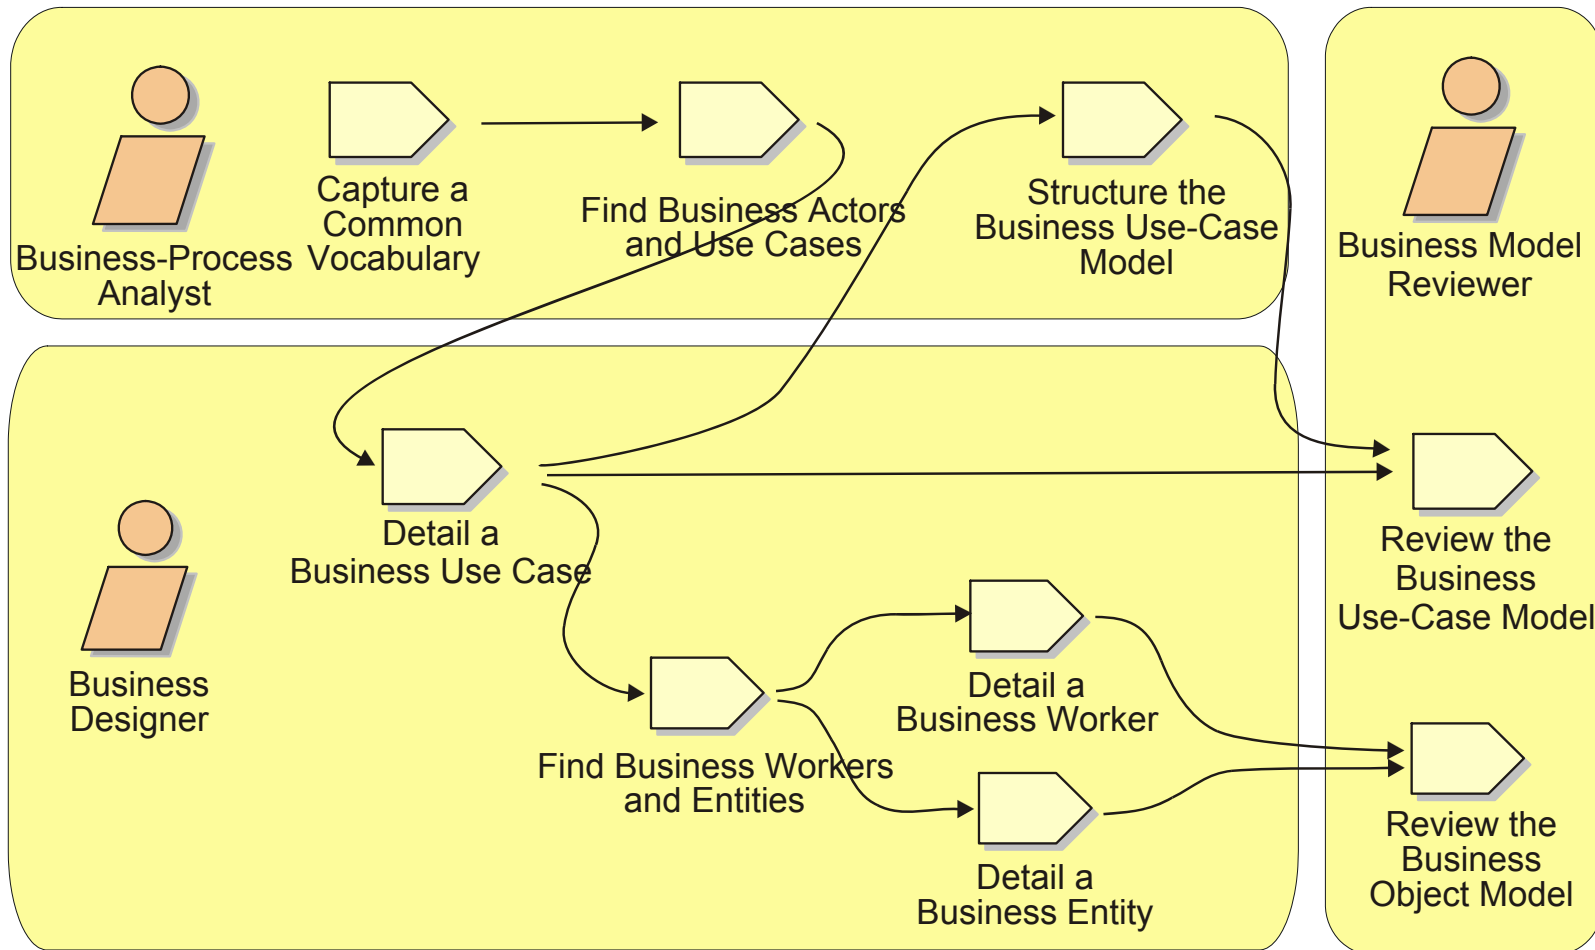 Business-Process
Analyst
Capture a
Common
Vocabulary
Find Business Actors
and Use Cases
Structure the
Business Use-Case
Model
Business Model
Reviewer
Business
Designer
Detail a
Business Use Case
Find Business Workers
and Entities
Detail a
Business Worker
Detail a
Business Entity
Review the
Business
Use-Case Model
Review the
Business
Object Model